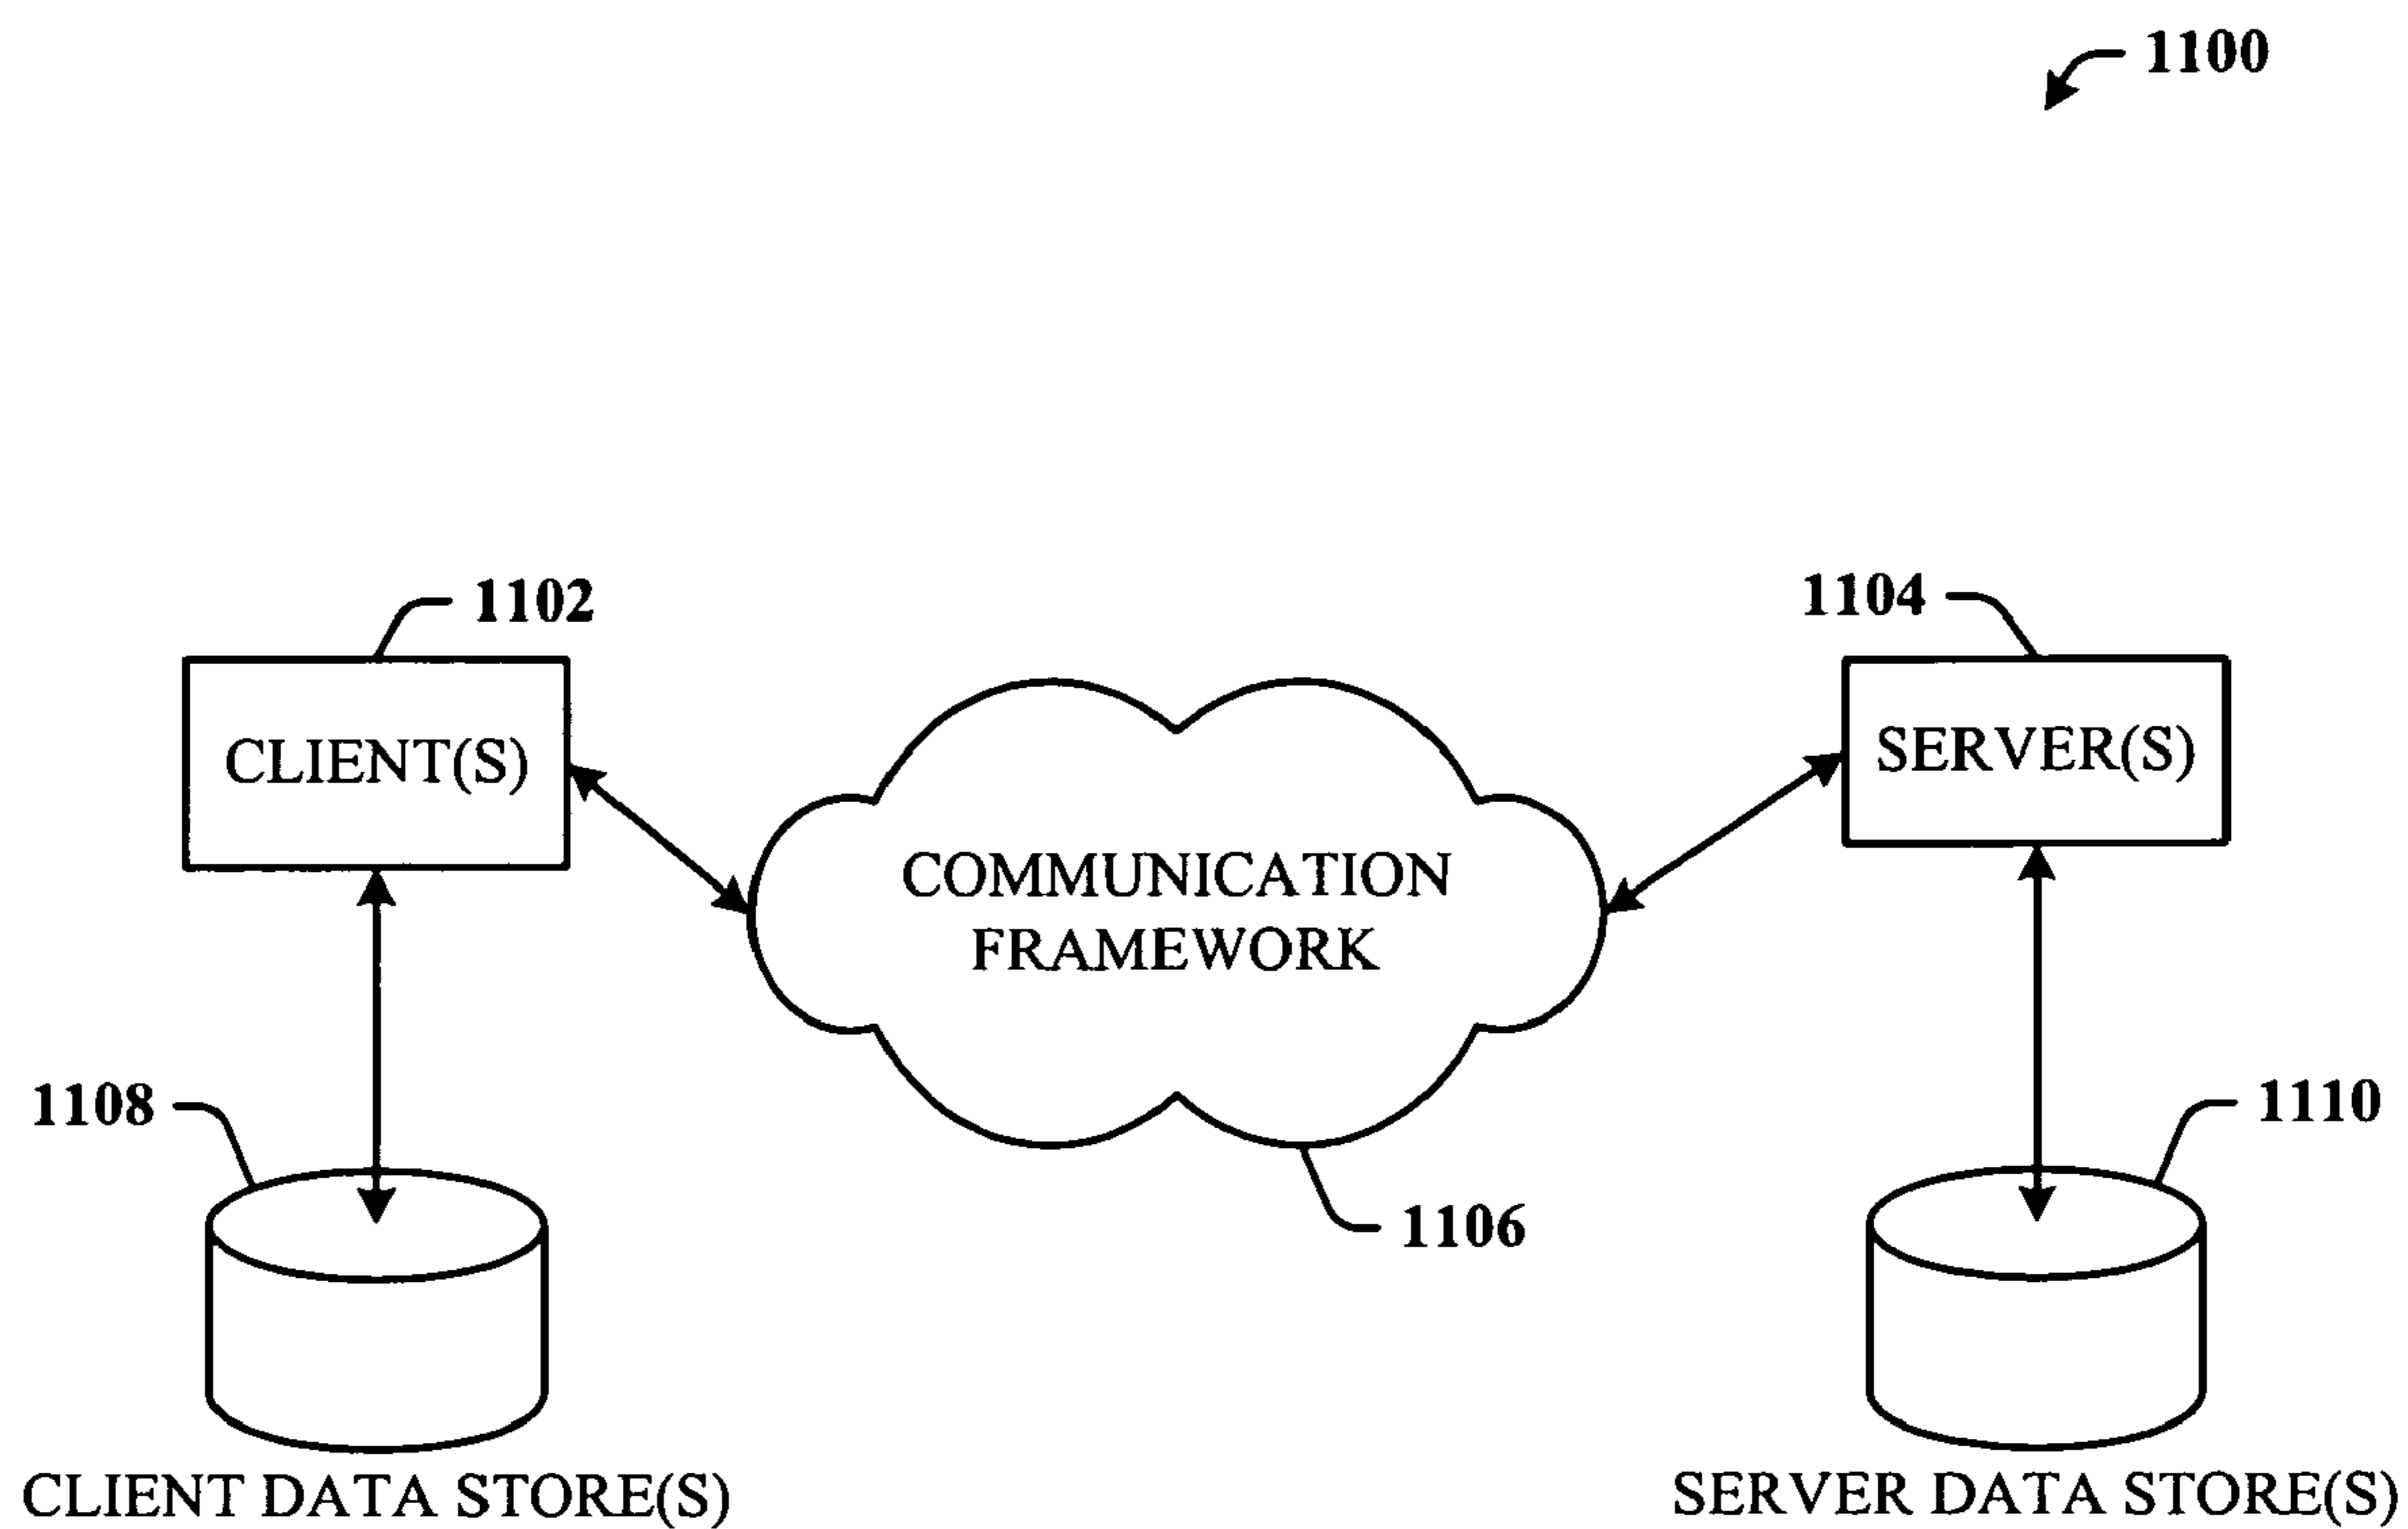 1100
1102
1104
CLIENT(S)
SERVER(S)
COMMUNICATION
FRAMEWORK
1108
1110
1106
CLIENT DATA STORE(S)
SERVER DATA STORE(S)